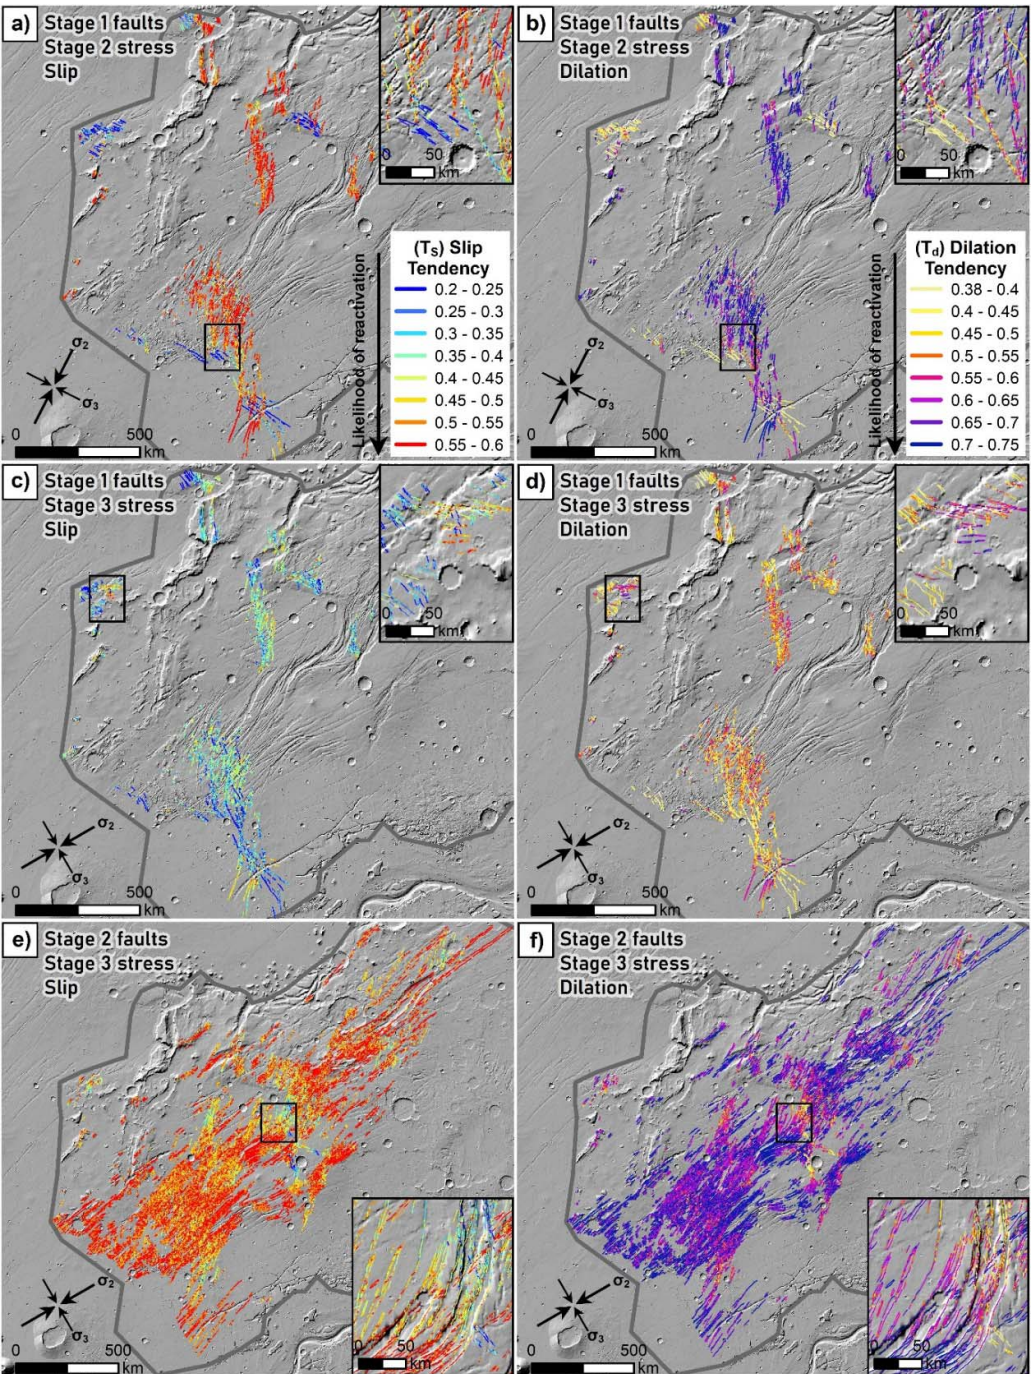 a)
Stage 1 faults
Stage 2 stress
Slip
50
km
(Ts) Slip
Tendency
0.2 - 0.25
0.25 - 0.3
0.3 - 0.35
0.35 - 0.4
0.4 - 0.45
0.45 - 0.5
0.5 - 0.55
0.55 - 0.6
Likelihood of reactivation
σ2
σ3
0 500
km
b)
Stage 1 faults
Stage 2 stress
Dilation
0 50
km
(Td) Dilation
Tendency
0.38 - 0.4
0.4 - 0.45
0.45 - 0.5
0.5 - 0.55
0.55 - 0.6
0.6 - 0.65
0.65 - 0.7
0.7 - 0.75
Likelihood of reactivation
σ2
σ3
0 500
km
c)
Stage 1 faults
Stage 3 stress
Slip
0 50
km
σ2
σ3
0 500
km
d)
Stage 1 faults
Stage 3 stress
Dilation
0 50
km
σ2
σ3
0 500
km
e)
Stage 2 faults
Stage 3 stress
Slip
σ2
σ3
0 500
km
0 50
km
f)
Stage 2 faults
Stage 3 stress
Dilation
σ2
σ3
0 500
km
0 50
km